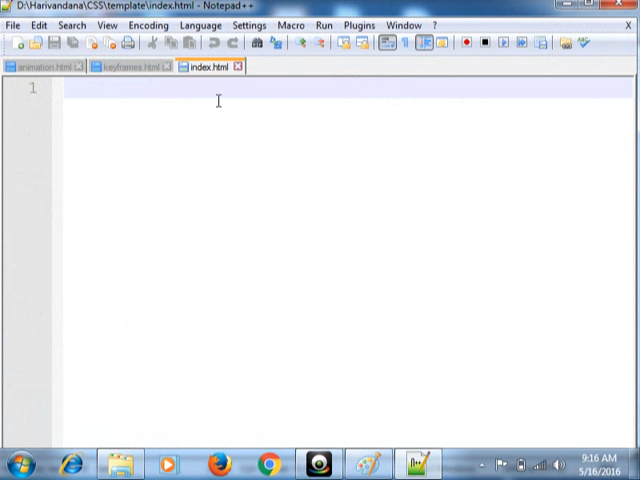 D:\Harivandana\CSS\template\index.html - Notepad++
File Edit Search View Encoding Language Settings Macro Run Plugins Window ? X
animation.html keyframes.html index.html
1
9:16 AM
5/16/2016